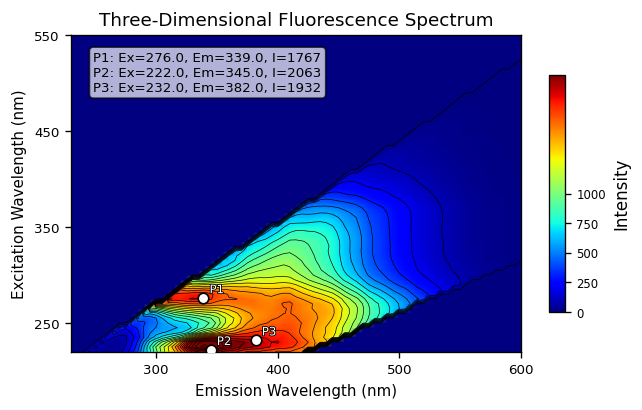 Three-Dimensional Fluorescence Spectrum
550
450
350
250
Excitation Wavelength (nm)
P1: Ex=276.0, Em=339.0, I=1767
P2: Ex=222.0, Em=345.0, I=2063
P3: Ex=232.0, Em=382.0, I=1932
P1
P3
P2
300
400
500
600
Emission Wavelength (nm)
1000
750
500
250
0
Intensity